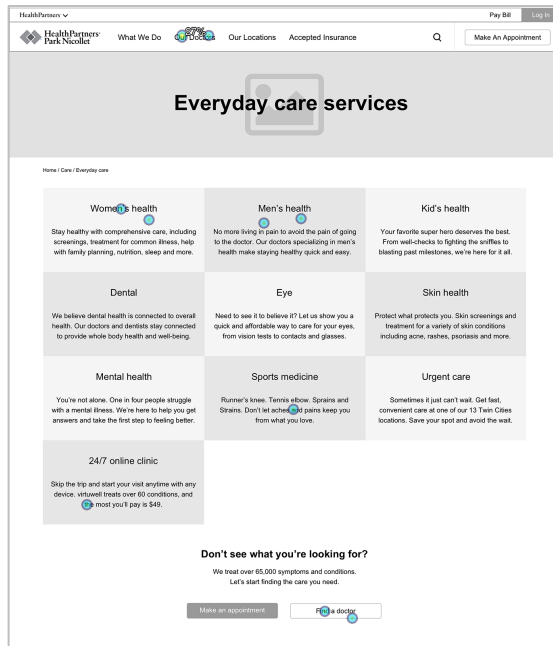 HealthPartners
Pay Bill
Log In
HealthPartners
Park Nicollet
What We Do
Our Doctors
27%
Our Locations
Accepted Insurance
Make An Appointment
Everyday care services
Home / Care / Everyday care
Women's health
Stay healthy with comprehensive care, including
screenings, treatment for common illness, help
with family planning, nutrition, sleep and more.
Men's health
No more living in pain to avoid the pain of going
to the doctor. Our doctors specializing in men's
health make staying healthy quick and easy.
Kid's health
Your favorite super hero deserves the best.
From well-checks to fighting the sniffles to
blasting past milestones, we're here for it all.
Dental
We believe dental health is connected to overall
health. Our doctors and dentists stay connected
to provide whole body health and well-being.
Eye
Need to see it to believe it? Let us show you a
quick and affordable way to care for your eyes,
from vision tests to contacts and glasses.
Skin health
Protect what protects you. Skin screenings and
treatment for a variety of skin conditions
including acne, rashes, psoriasis and more.
Mental health
You're not alone. One in four people struggle
with a mental illness. We're here to help you get
answers and take the first step to feeling better.
Sports medicine
Runner's knee. Tennis elbow. Sprains and
Strains. Don't let aches and pains keep you
from what you love.
Urgent care
Sometimes it just can't wait. Get fast,
convenient care at one of our 13 Twin Cities
locations. Save your spot and avoid the wait.
24/7 online clinic
Skip the trip and start your visit anytime with any
device. virtuwell treats over 60 conditions, and
the most you'll pay is $49.
Don't see what you're looking for?
We treat over 65,000 symptoms and conditions.
Let's start finding the care you need.
Make an appointment
Find a doctor